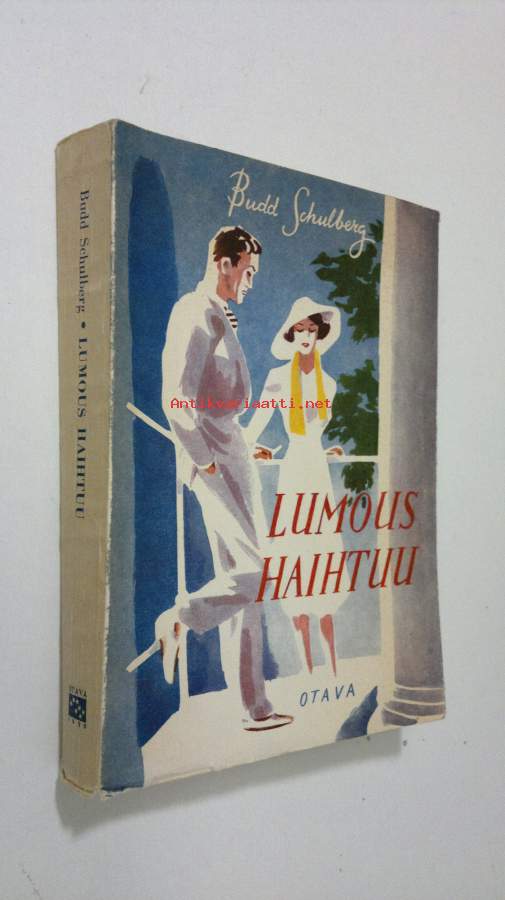 Budd Schulberg
LUMOUS
HAIHTUU
OTAVA
Budd Schulberg • LUMOUS HAIHTUU
OTAVA
Antikvariaatti.net